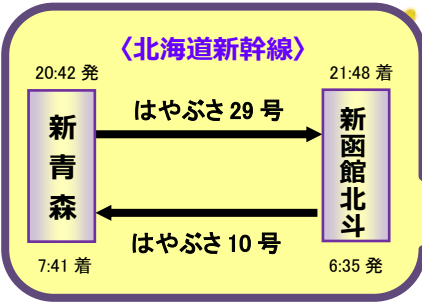 〈北海道新幹線〉
20:42 発
21:48 着
はやぶさ 29 号
新青森
新函館北斗
はやぶさ 10 号
7:41 着
6:35 発